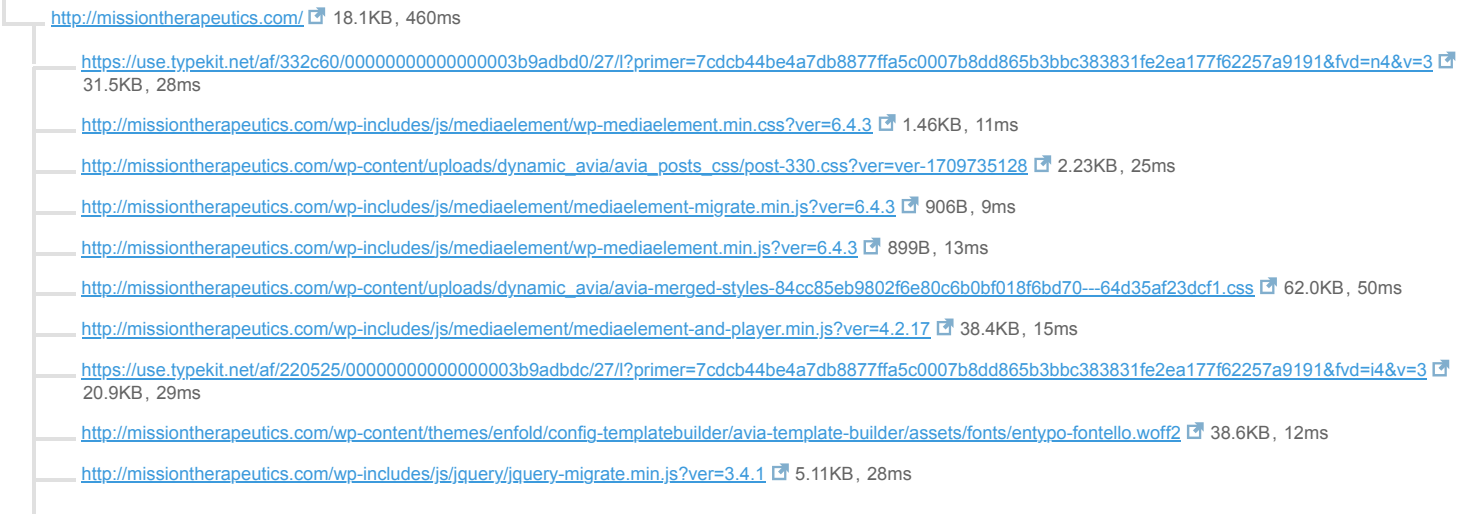 http://missiontherapeutics.com/ 18.1KB, 460ms
https://use.typekit.net/af/332c60/00000000000000003b9adbd0/27/l?primer=7cdcb44be4a7db8877ffa5c0007b8dd865b3bbc383831fe2ea177f62257a9191&fvd=n4&v=3
31.5KB, 28ms
http://missiontherapeutics.com/wp-includes/js/mediaelement/wp-mediaelement.min.css?ver=6.4.3 1.46KB, 11ms
http://missiontherapeutics.com/wp-content/uploads/dynamic_avia/avia_posts_css/post-330.css?ver=ver-1709735128 2.23KB, 25ms
http://missiontherapeutics.com/wp-includes/js/mediaelement/mediaelement-migrate.min.js?ver=6.4.3 906B, 9ms
http://missiontherapeutics.com/wp-includes/js/mediaelement/wp-mediaelement.min.js?ver=6.4.3 899B, 13ms
http://missiontherapeutics.com/wp-content/uploads/dynamic_avia/avia-merged-styles-84cc85eb9802f6e80c6b0bf018f6bd70---64d35af23dcf1.css 62.0KB, 50ms
http://missiontherapeutics.com/wp-includes/js/mediaelement/mediaelement-and-player.min.js?ver=4.2.17 38.4KB, 15ms
https://use.typekit.net/af/220525/00000000000000003b9adbdc/27/l?primer=7cdcb44be4a7db8877ffa5c0007b8dd865b3bbc383831fe2ea177f62257a9191&fvd=i4&v=3
20.9KB, 29ms
http://missiontherapeutics.com/wp-content/themes/enfold/config-templatebuilder/avia-template-builder/assets/fonts/entypo-fontello.woff2 38.6KB, 12ms
http://missiontherapeutics.com/wp-includes/js/jquery/jquery-migrate.min.js?ver=3.4.1 5.11KB, 28ms